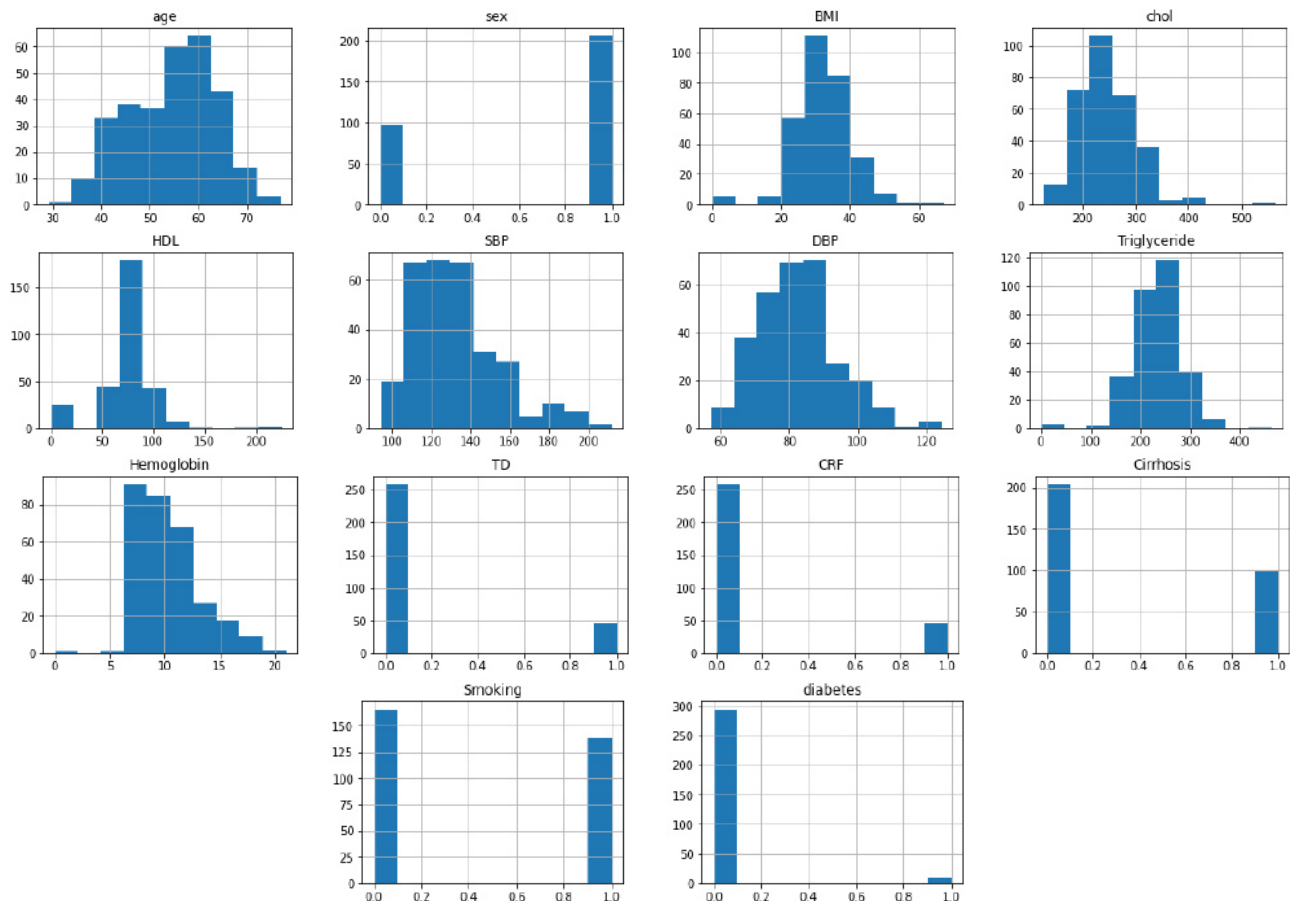 age
60
50
40
30
20
10
0
30 40 50 60 70
sex
200
150
100
50
0
0.0 0.2 0.4 0.6 0.8 1.0
BMI
100
80
60
40
20
0
0 20 40 60
chol
100
80
60
40
20
0
200 300 400 500
HDL
150
100
50
0
0 50 100 150 200
SBP
60
40
20
0
100 120 140 160 180 200
DBP
60
40
20
0
60 80 100 120
Triglyceride
120
100
80
60
40
20
0
0 100 200 300 400
Hemoglobin
80
60
40
20
0
0 5 10 15 20
TD
250
200
150
100
50
0
0.0 0.2 0.4 0.6 0.8 1.0
CRF
250
200
150
100
50
0
0.0 0.2 0.4 0.6 0.8 1.0
Cirrhosis
200
150
100
50
0
0.0 0.2 0.4 0.6 0.8 1.0
Smoking
150
125
100
75
50
25
0
0.0 0.2 0.4 0.6 0.8 1.0
diabetes
300
250
200
150
100
50
0
0.0 0.2 0.4 0.6 0.8 1.0